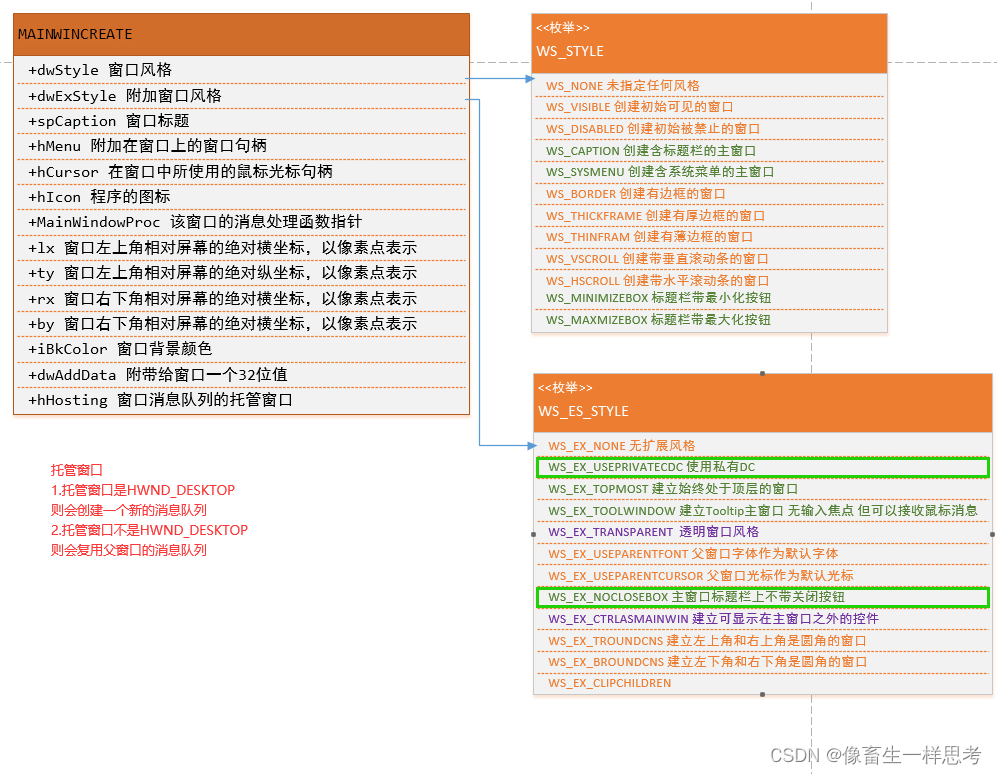 MAINWINCREATE
+dwStyle 窗口风格
+dwExStyle 附加窗口风格
+spCaption 窗口标题
+hMenu 附加在窗口上的窗口句柄
+hCursor 在窗口中所使用的鼠标光标句柄
+hIcon 程序的图标
+MainWindowProc 该窗口的消息处理函数指针
+lx 窗口左上角相对屏幕的绝对横坐标，以像素点表示
+ty 窗口左上角相对屏幕的绝对纵坐标，以像素点表示
+rx 窗口右下角相对屏幕的绝对横坐标，以像素点表示
+by 窗口右下角相对屏幕的绝对横坐标，以像素点表示
+iBkColor 窗口背景颜色
+dwAddData 附带给窗口一个32位值
+hHosting 窗口消息队列的托管窗口
托管窗口
1.托管窗口是HWND_DESKTOP
则会创建一个新的消息队列
2.托管窗口不是HWND_DESKTOP
则会复用父窗口的消息队列
<<枚举>>
WS_STYLE
WS_NONE 未指定任何风格
WS_VISIBLE 创建初始可见的窗口
WS_DISABLED 创建初始被禁止的窗口
WS_CAPTION 创建含标题栏的主窗口
WS_SYSMENU 创建含系统菜单的主窗口
WS_BORDER 创建有边框的窗口
WS_THICKFRAME 创建有厚边框的窗口
WS_THINFRAM 创建有薄边框的窗口
WS_VSCROLL 创建带垂直滚动条的窗口
WS_HSCROLL 创建带水平滚动条的窗口
WS_MINIMIZEBOX 标题栏带最小化按钮
WS_MAXMIZEBOX 标题栏带最大化按钮
<<枚举>>
WS_ES_STYLE
WS_EX_NONE 无扩展风格
WS_EX_USEPRIVATECDC 使用私有DC
WS_EX_TOPMOST 建立始终处于顶层的窗口
WS_EX_TOOLWINDOW 建立Tooltip主窗口 无输入焦点 但可以接收鼠标消息
WS_EX_TRANSPARENT 透明窗口风格
WS_EX_USEPARENTFONT 父窗口字体作为默认字体
WS_EX_USEPARENTCURSOR 父窗口光标作为默认光标
WS_EX_NOCLOSEBOX 主窗口标题栏上不带关闭按钮
WS_EX_CTRLASMAINWIN 建立可显示在主窗口之外的控件
WS_EX_TROUNDCNS 建立左上角和右上角是圆角的窗口
WS_EX_BROUNDCNS 建立左下角和右下角是圆角的窗口
WS_EX_CLIPCHILDREN
CSDN @像畜生一样思考